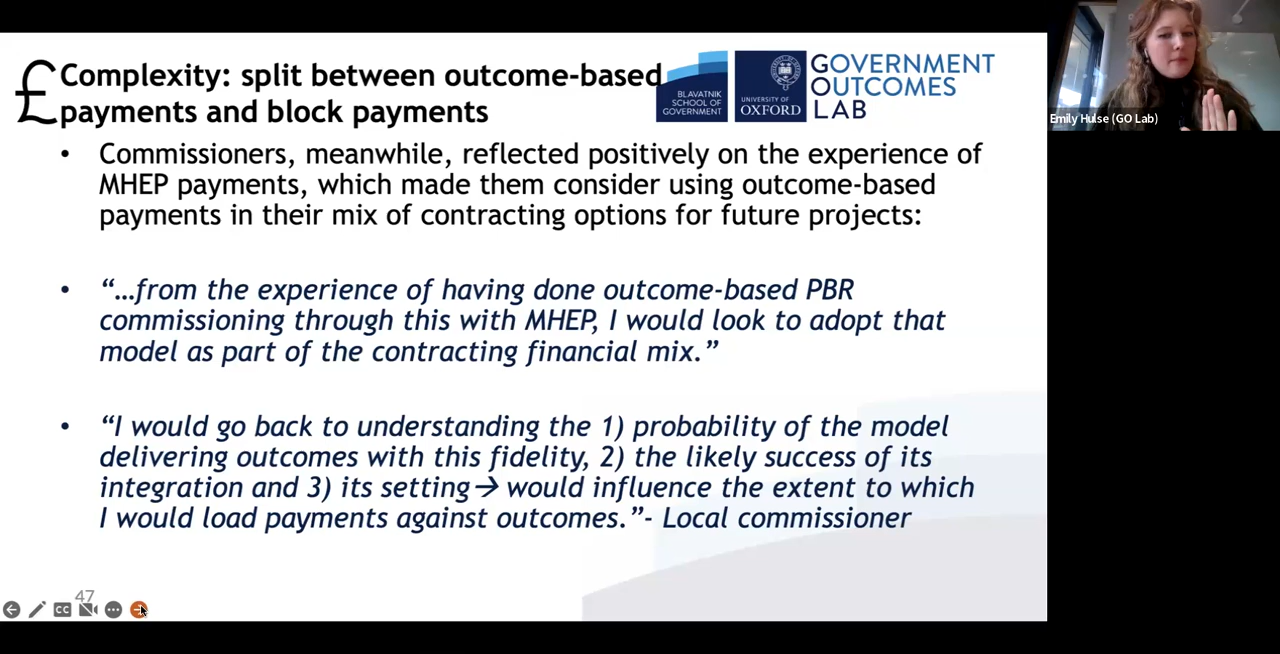 £ Complexity: split between outcome-based
payments and block payments
BLAVATNIK
SCHOOL OF
GOVERNMENT
UNIVERSITY OF
OXFORD
GOVERNMENT
OUTCOMES
LAB
Emily Hulse (GO Lab)
• Commissioners, meanwhile, reflected positively on the experience of
MHEP payments, which made them consider using outcome-based
payments in their mix of contracting options for future projects:
• “…from the experience of having done outcome-based PBR
commissioning through this with MHEP, I would look to adopt that
model as part of the contracting financial mix.”
• “I would go back to understanding the 1) probability of the model
delivering outcomes with this fidelity, 2) the likely success of its
integration and 3) its setting→ would influence the extent to which
I would load payments against outcomes.”- Local commissioner
47
CC